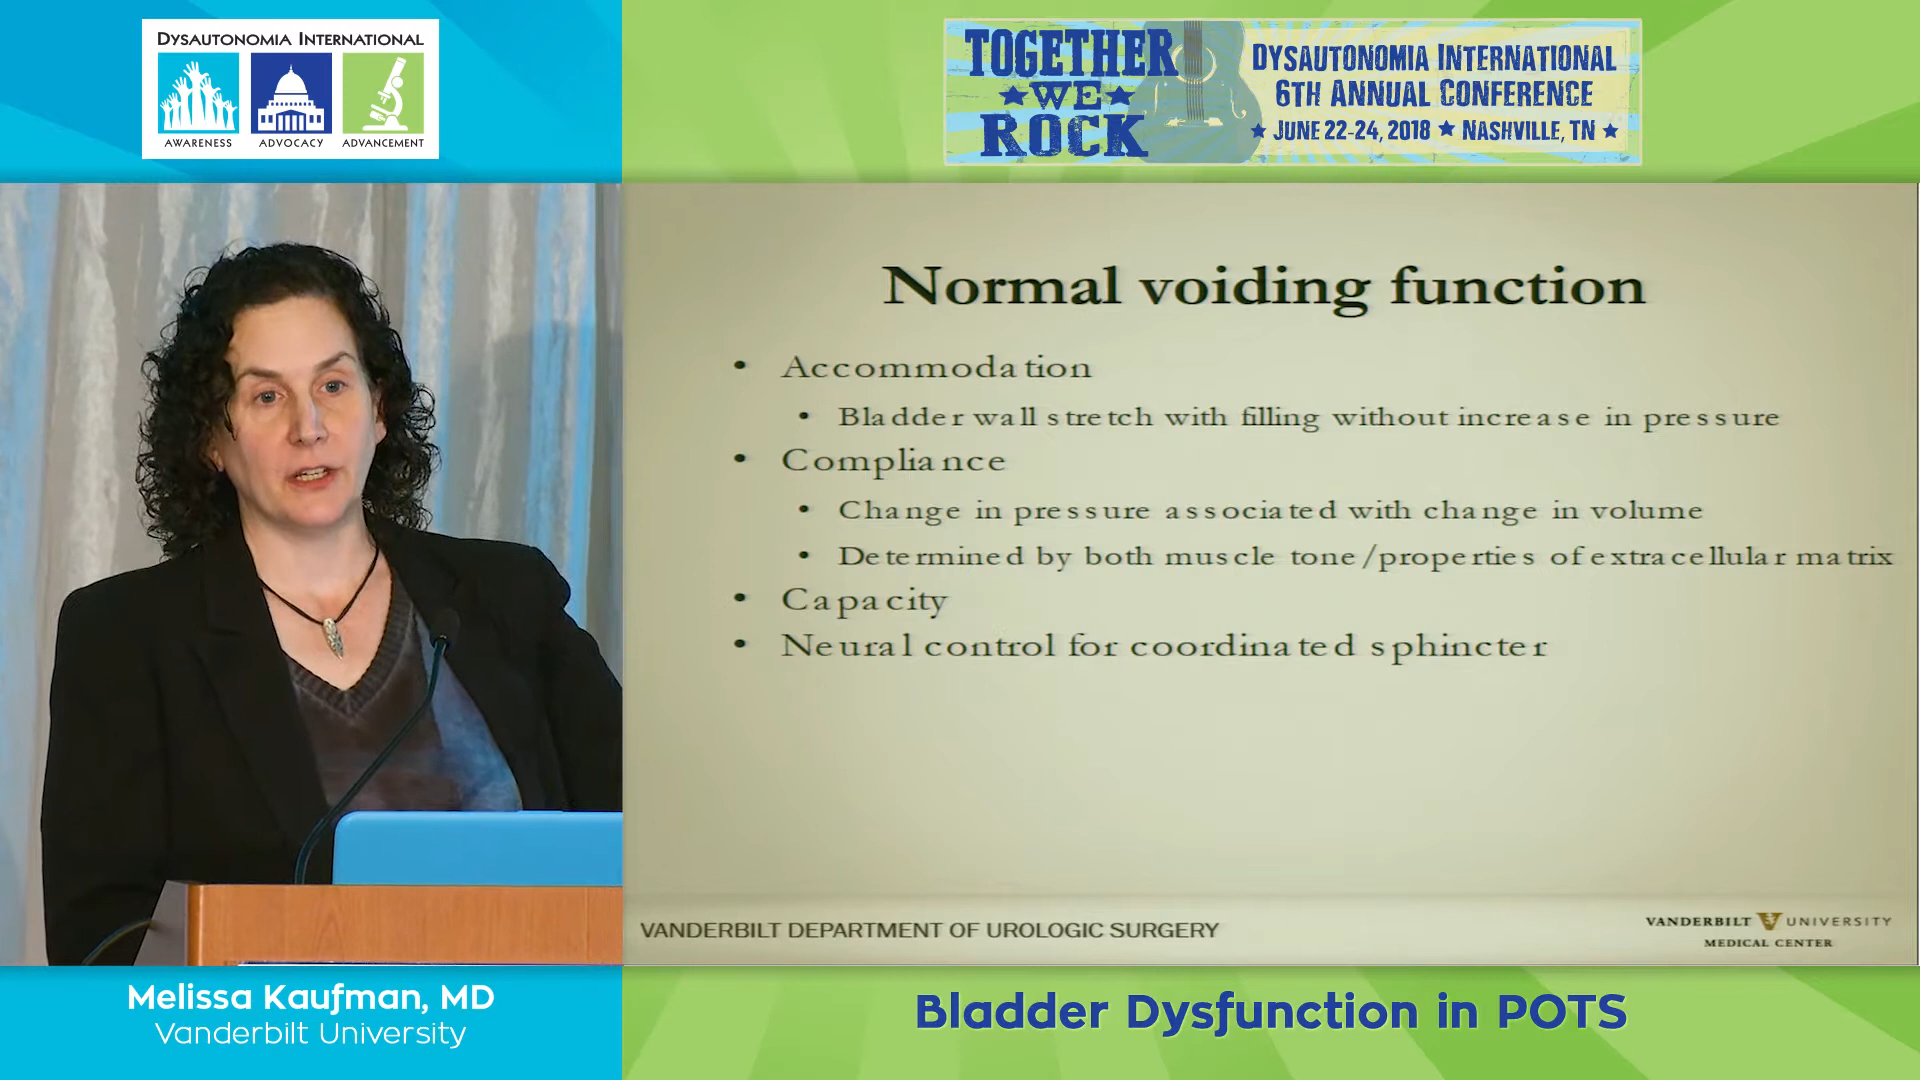 DYSAUTONOMIA INTERNATIONAL
AWARENESS ADVOCACY ADVANCEMENT
TOGETHER
WE
ROCK
DYSAUTONOMIA INTERNATIONAL
6TH ANNUAL CONFERENCE
JUNE 22-24, 2018 NASHVILLE, TN
Normal voiding function
• Accommodation
• Bladder wall stretch with filling without increase in pressure
• Compliance
• Change in pressure associated with change in volume
• Determined by both muscle tone/properties of extracellular matrix
• Capacity
• Neural control for coordinated sphincter
VANDERBILT DEPARTMENT OF UROLOGIC SURGERY
VANDERBILT V UNIVERSITY
MEDICAL CENTER
Melissa Kaufman, MD
Vanderbilt University
Bladder Dysfunction in POTS